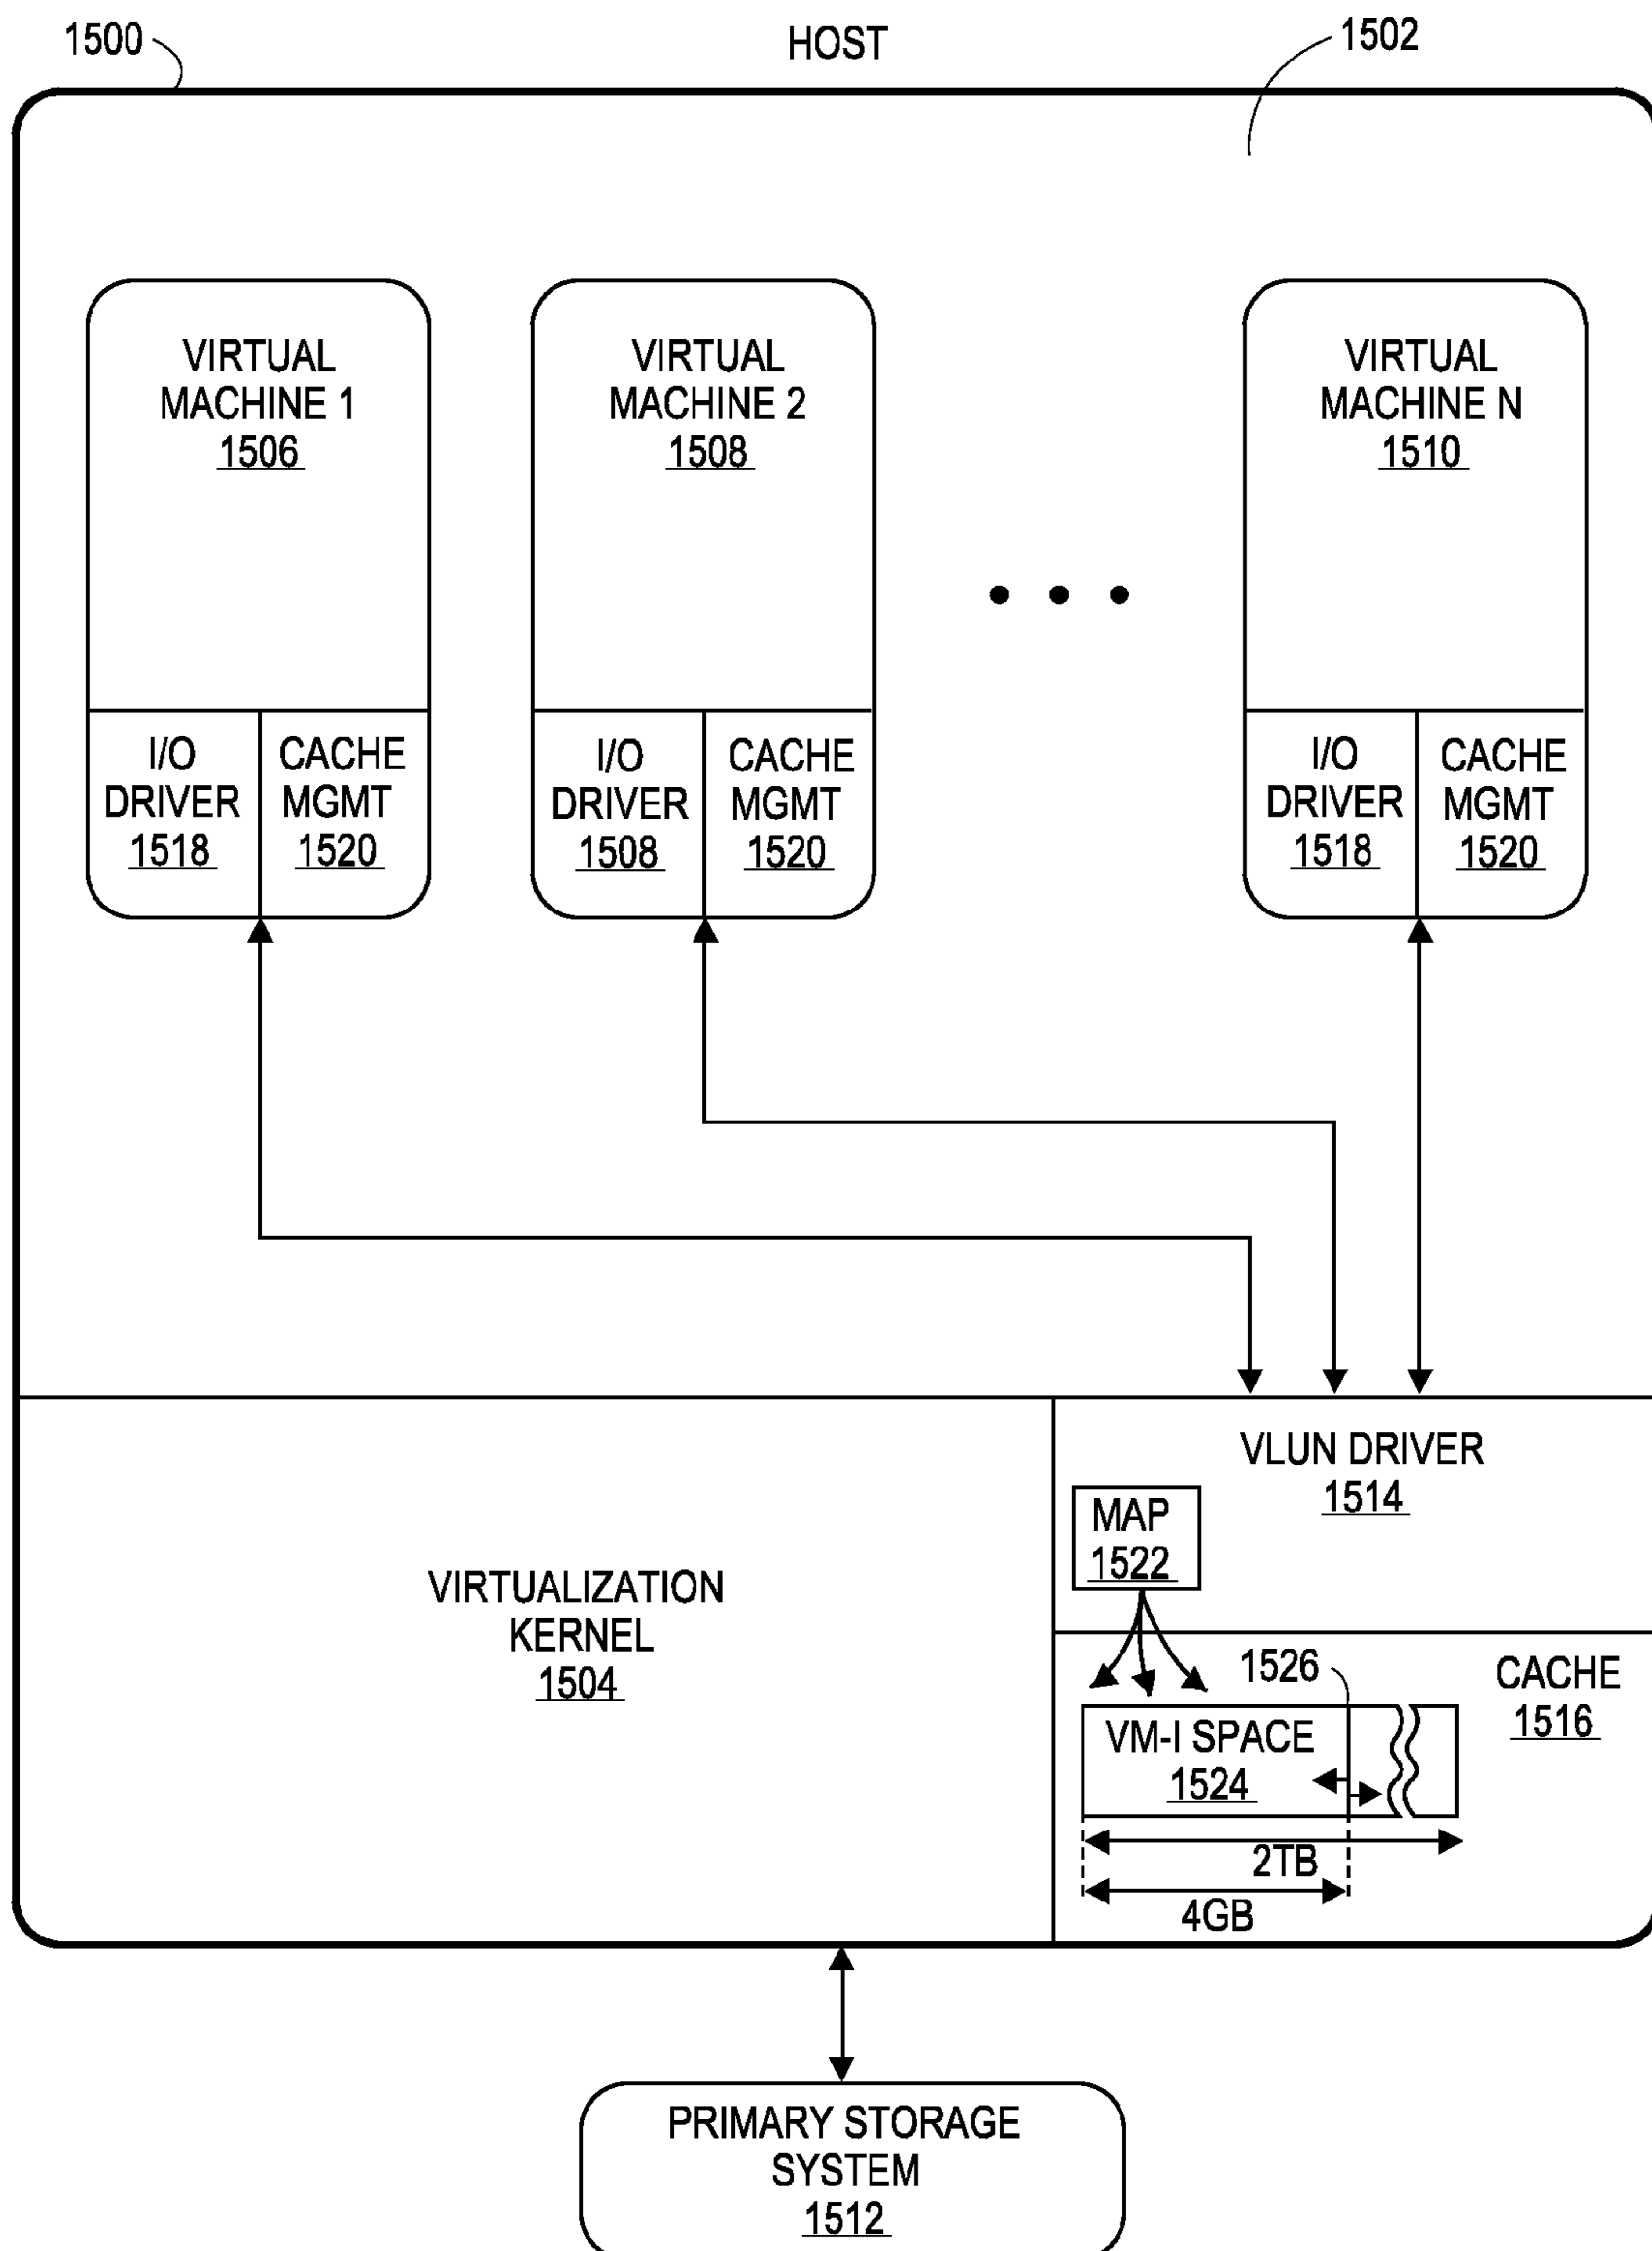 1500
HOST
1502
VIRTUAL
MACHINE 1
1506
VIRTUAL
MACHINE 2
1508
VIRTUAL
MACHINE N
1510
I/O
DRIVER
1518
CACHE
MGMT
1520
I/O
DRIVER
1508
CACHE
MGMT
1520
I/O
DRIVER
1518
CACHE
MGMT
1520
VLUN DRIVER
1514
MAP
1522
VIRTUALIZATION
KERNEL
1504
1526
CACHE
1516
VM-I SPACE
1524
2TB
4GB
PRIMARY STORAGE
SYSTEM
1512